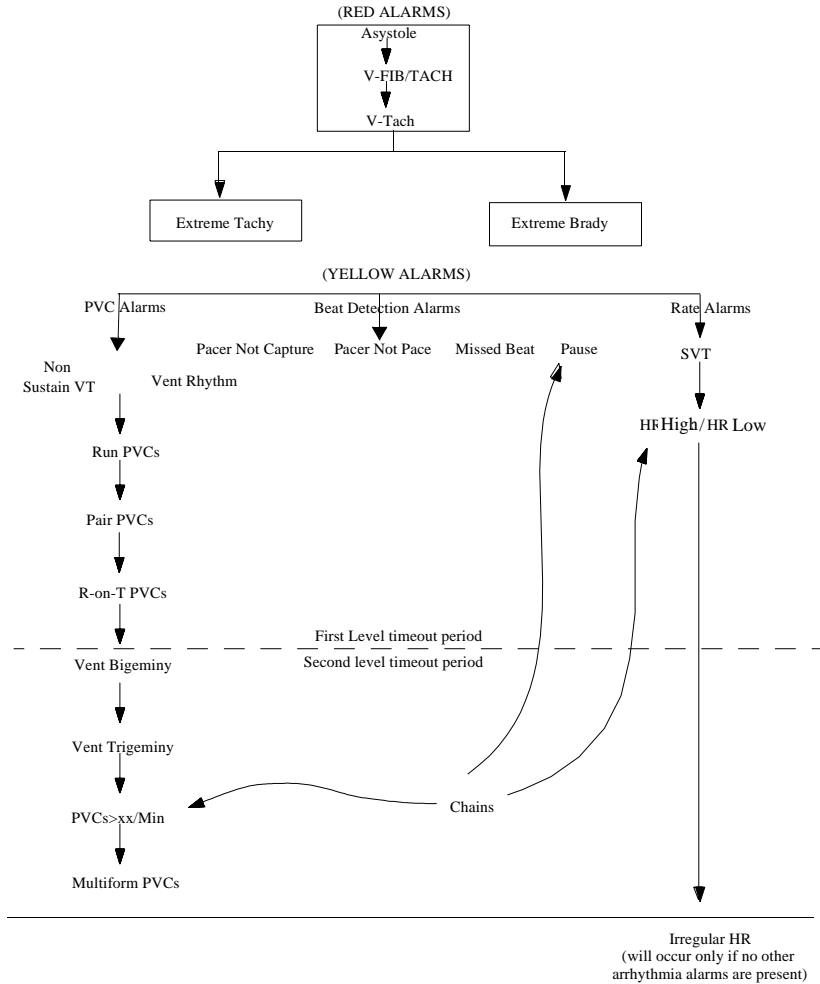 (RED ALARMS)
Asystole
V-FIB/TACH
V-Tach
Extreme Tachy
Extreme Brady
(YELLOW ALARMS)
PVC Alarms
Beat Detection Alarms
Rate Alarms
Pacer Not Capture
Pacer Not Pace
Missed Beat
Pause
SVT
Non
Sustain VT
Vent Rhythm
HR High / HR Low
Run PVCs
Pair PVCs
R-on-T PVCs
First Level timeout period
Second level timeout period
Vent Bigeminy
Vent Trigeminy
Chains
PVCs>xx/Min
Multiform PVCs
Irregular HR
(will occur only if no other
arrhythmia alarms are present)